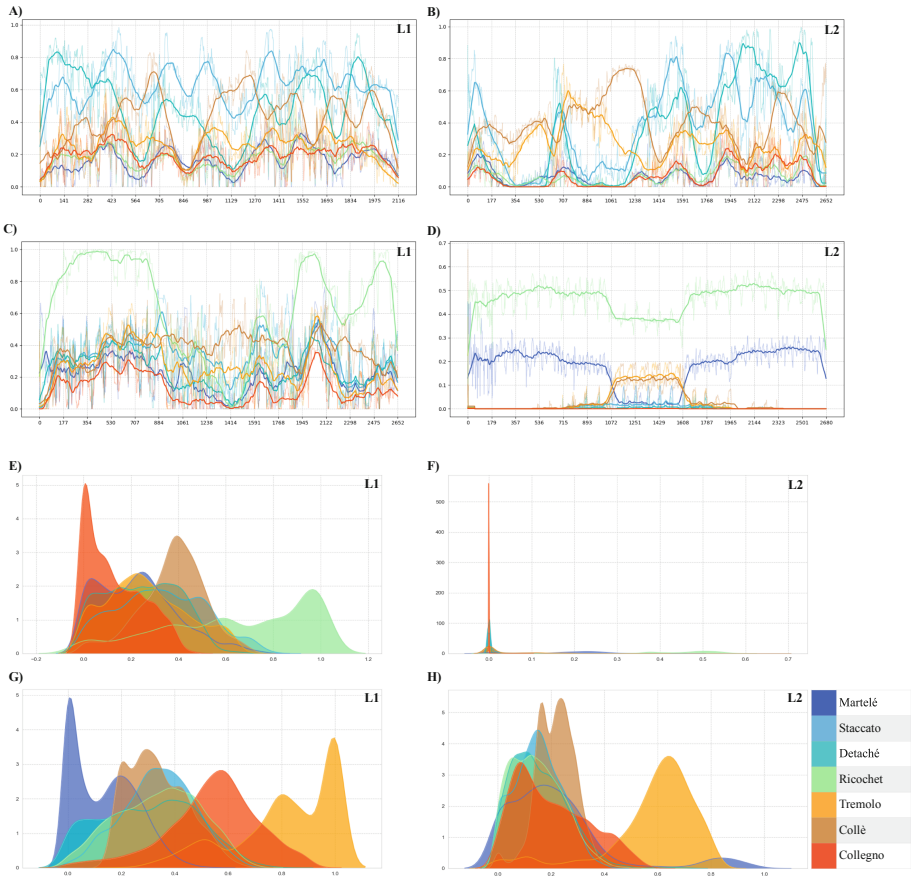 A) L1
1.0
0.8
0.6
0.4
0.2
0.0
0 141 282 423 564 705 846 987 1129 1270 1411 1552 1693 1834 1975 2116
B) L2
1.0
0.8
0.6
0.4
0.2
0.0
0 179 354 530 707 884 1061 1238 1414 1591 1768 1945 2122 2298 2475 2652
C) L1
1.0
0.8
0.6
0.4
0.2
0.0
0 177 354 530 707 884 1061 1238 1414 1591 1768 1945 2122 2298 2475 2652
D) L2
0.7
0.6
0.5
0.4
0.3
0.2
0.1
0.0
0 179 357 536 715 893 1072 1251 1429 1608 1787 1965 2144 2323 2501 2680
E) L1
5
4
3
2
1
0
−0.2 0.0 0.2 0.4 0.6 0.8 1.0 1.2
F) L2
500
400
300
200
100
0
0.0 0.1 0.2 0.3 0.4 0.5 0.6 0.7
G) L1
5
4
3
2
1
0
0.0 0.2 0.4 0.6 0.8 1.0
H) L2
5
4
3
2
1
0
0.0 0.2 0.4 0.6 0.8 1.0
Martelé
Staccato
Detaché
Ricochet
Tremolo
Collè
Collegno